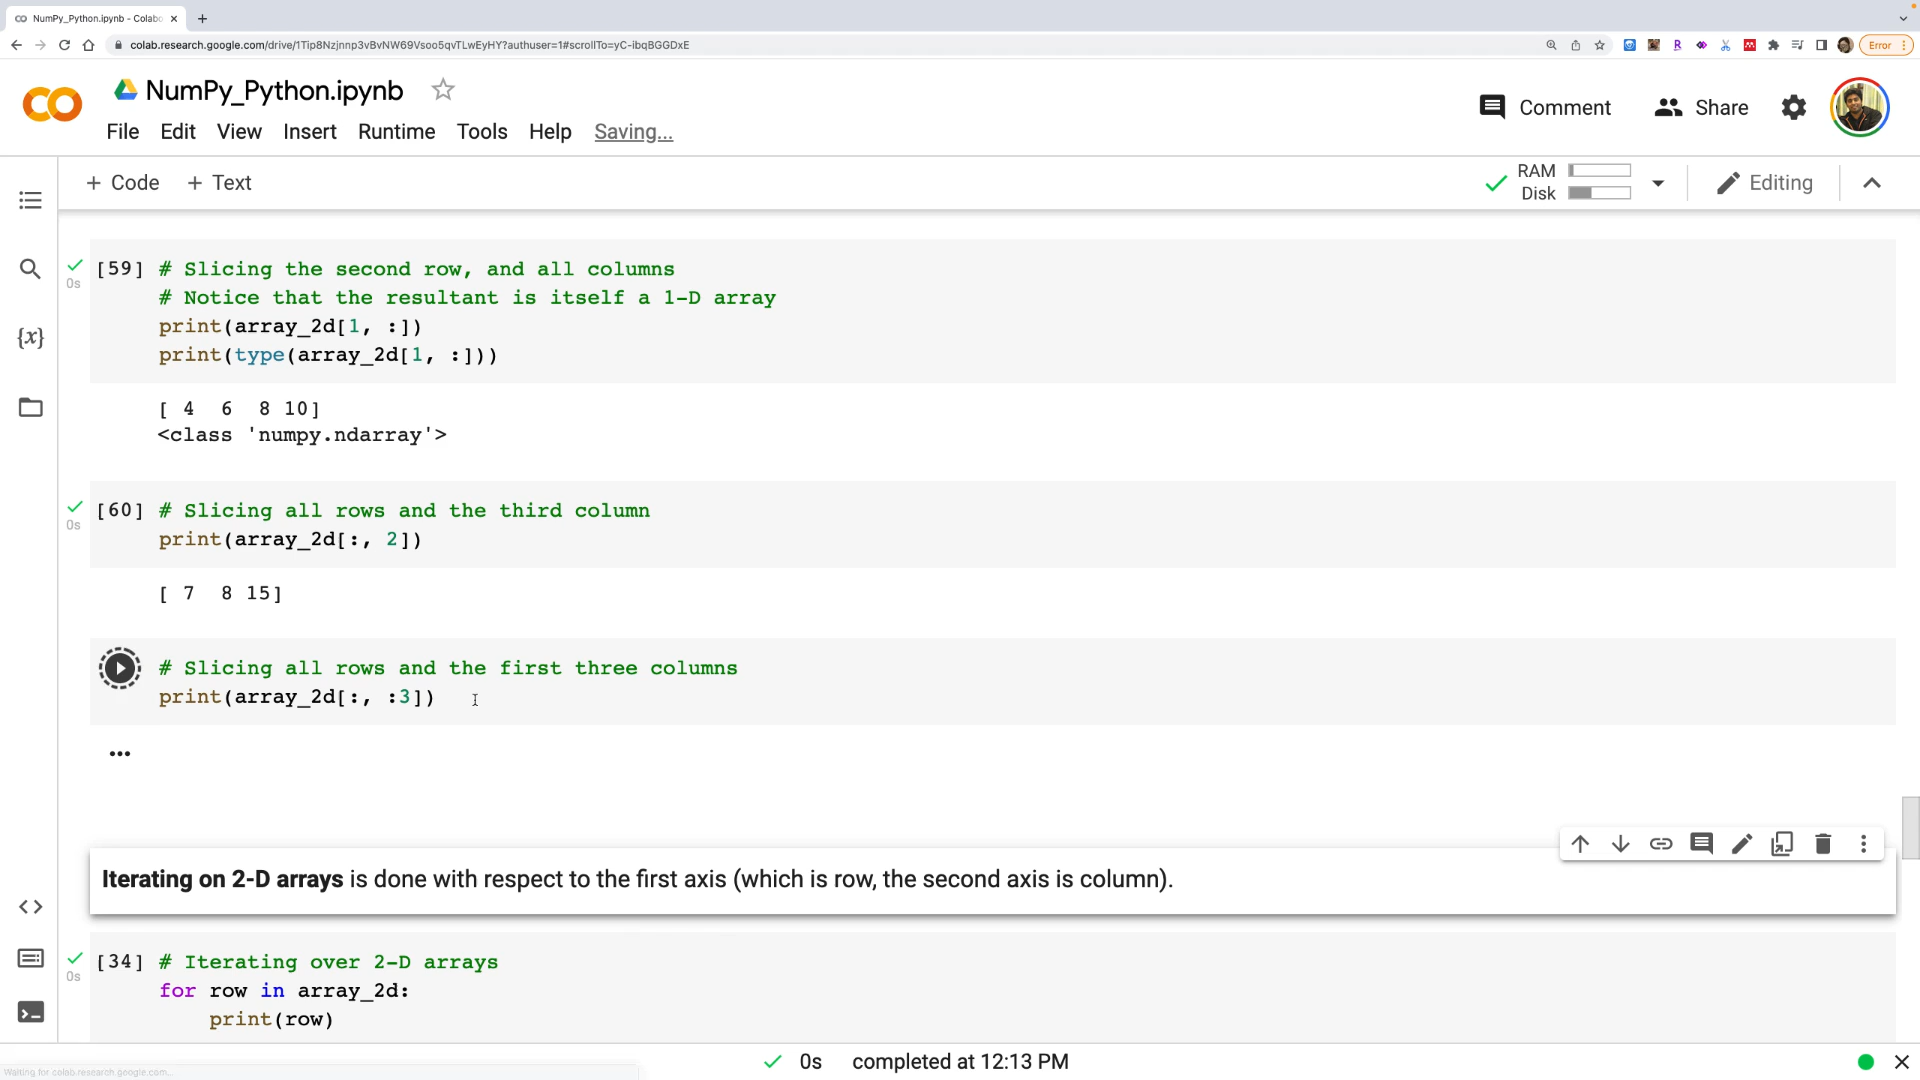 NumPy_Python.ipynb - Colabo
colab.research.google.com/drive/1Tip8Nzjnnp3vBvNW69Vsoo5qvTLwEyHY?authuser=1#scrollTo=yC-ibqBGGDxE
Error
NumPy_Python.ipynb
Comment
Share
File Edit View Insert Runtime Tools Help Saving...
+ Code + Text
RAM
Disk
Editing
[59] # Slicing the second row, and all columns
0s
# Notice that the resultant is itself a 1-D array
print(array_2d[1, :])
print(type(array_2d[1, :]))
[ 4 6 8 10]
<class 'numpy.ndarray'>
[60] # Slicing all rows and the third column
0s
print(array_2d[:, 2])
[ 7 8 15]
# Slicing all rows and the first three columns
print(array_2d[:, :3])
...
Iterating on 2-D arrays is done with respect to the first axis (which is row, the second axis is column).
[34] # Iterating over 2-D arrays
0s
for row in array_2d:
print(row)
0s completed at 12:13 PM
Waiting for colab.research.google.com...